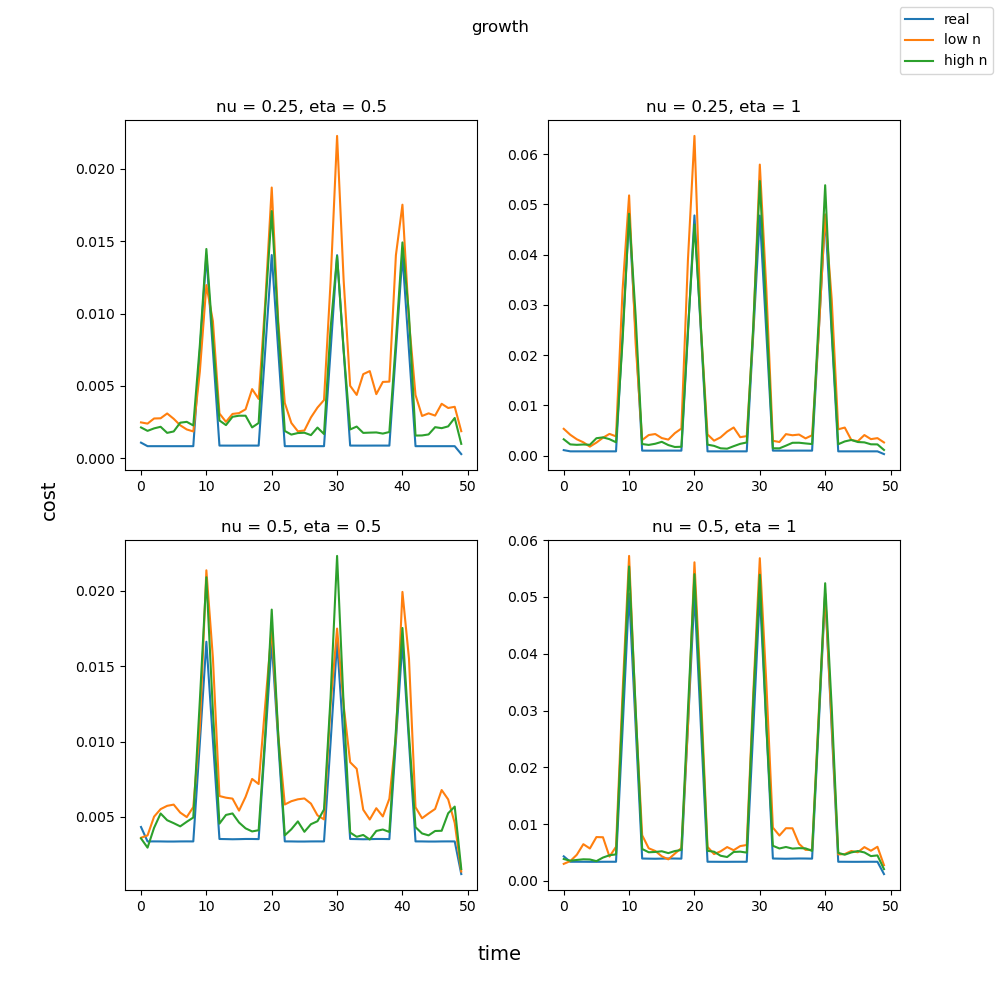 growth
real
low n
high n
nu = 0.25, eta = 0.5
0.020
0.015
0.010
0.005
0.000
0 10 20 30 40 50
nu = 0.25, eta = 1
0.06
0.05
0.04
0.03
0.02
0.01
0.00
0 10 20 30 40 50
cost
nu = 0.5, eta = 0.5
0.020
0.015
0.010
0.005
0 10 20 30 40 50
nu = 0.5, eta = 1
0.06
0.05
0.04
0.03
0.02
0.01
0.00
0 10 20 30 40 50
time